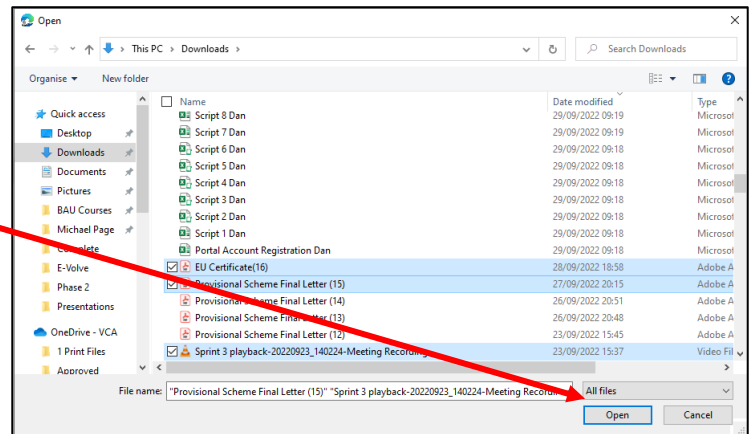 Open
This PC > Downloads >
Search Downloads
Organise
New folder
Name Date modified Type
Quick access
Desktop
Downloads
Documents
Pictures
BAU Courses
Michael Page
Complete
E-Volve
Phase 2
Presentations
OneDrive - VCA
1 Print Files
Approved
Script 8 Dan 29/09/2022 09:19 Microsof
Script 7 Dan 29/09/2022 09:19 Microsof
Script 6 Dan 29/09/2022 09:18 Microsof
Script 5 Dan 29/09/2022 09:18 Microsof
Script 4 Dan 29/09/2022 09:18 Microsof
Script 3 Dan 29/09/2022 09:18 Microsof
Script 2 Dan 29/09/2022 09:18 Microsof
Script 1 Dan 29/09/2022 09:18 Microsof
Portal Account Registration Dan 29/09/2022 09:18 Microsof
EU Certificate(16) 28/09/2022 18:58 Adobe A
Provisional Scheme Final Letter (15) 27/09/2022 20:15 Adobe A
Provisional Scheme Final Letter (14) 26/09/2022 20:51 Adobe A
Provisional Scheme Final Letter (13) 26/09/2022 20:48 Adobe A
Provisional Scheme Final Letter (12) 23/09/2022 15:45 Adobe A
Sprint 3 playback-20220923_140224-Meeting Recording 23/09/2022 15:37 Video Fil
File name: "Provisional Scheme Final Letter (15)" "Sprint 3 playback-20220923_140224-Meeting Recordi
All files
Open
Cancel